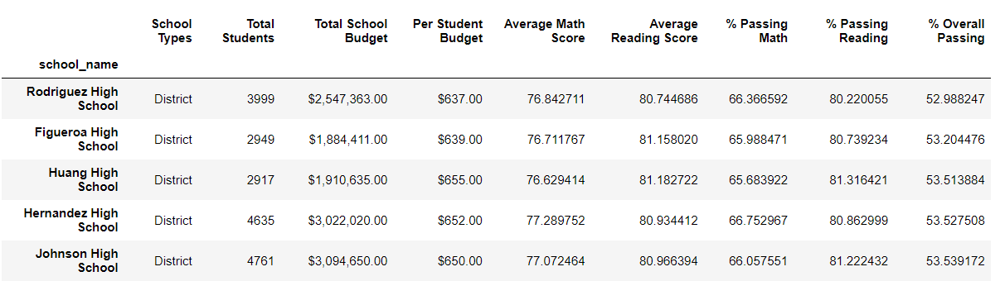 School Types Total Students Total School Budget Per Student Budget Average Math Score Average Reading Score % Passing Math % Passing Reading % Overall Passing
school_name
Rodriguez High School District 3999 $2,547,363.00 $637.00 76.842711 80.744686 66.366592 80.220055 52.988247
Figueroa High School District 2949 $1,884,411.00 $639.00 76.711767 81.158020 65.988471 80.739234 53.204476
Huang High School District 2917 $1,910,635.00 $655.00 76.629414 81.182722 65.683922 81.316421 53.513884
Hernandez High School District 4635 $3,022,020.00 $652.00 77.289752 80.934412 66.752967 80.862999 53.527508
Johnson High School District 4761 $3,094,650.00 $650.00 77.072464 80.966394 66.057551 81.222432 53.539172